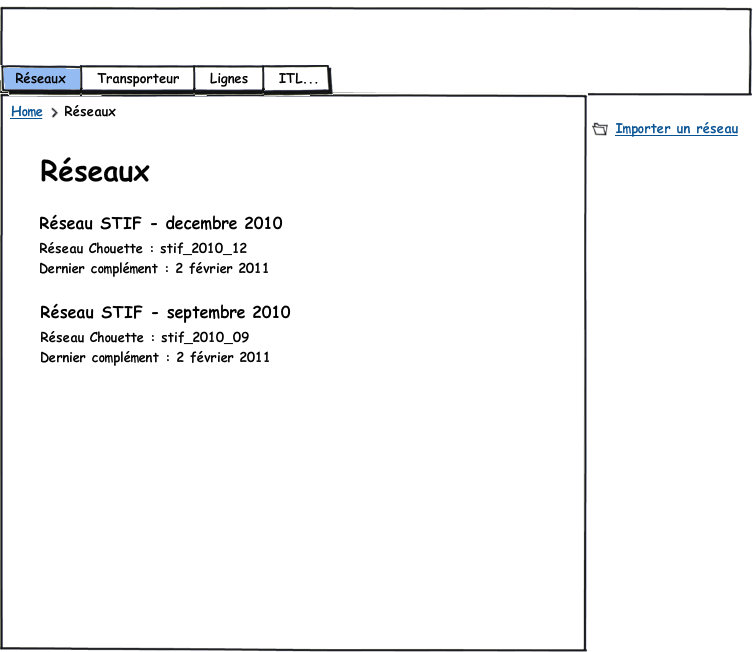 Réseaux Transporteur Lignes ITL...
Home > Réseaux
Importer un réseau
Réseaux
Réseau STIF - decembre 2010
Réseau Chouette : stif_2010_12
Dernier complément : 2 février 2011
Réseau STIF - septembre 2010
Réseau Chouette : stif_2010_09
Dernier complément : 2 février 2011